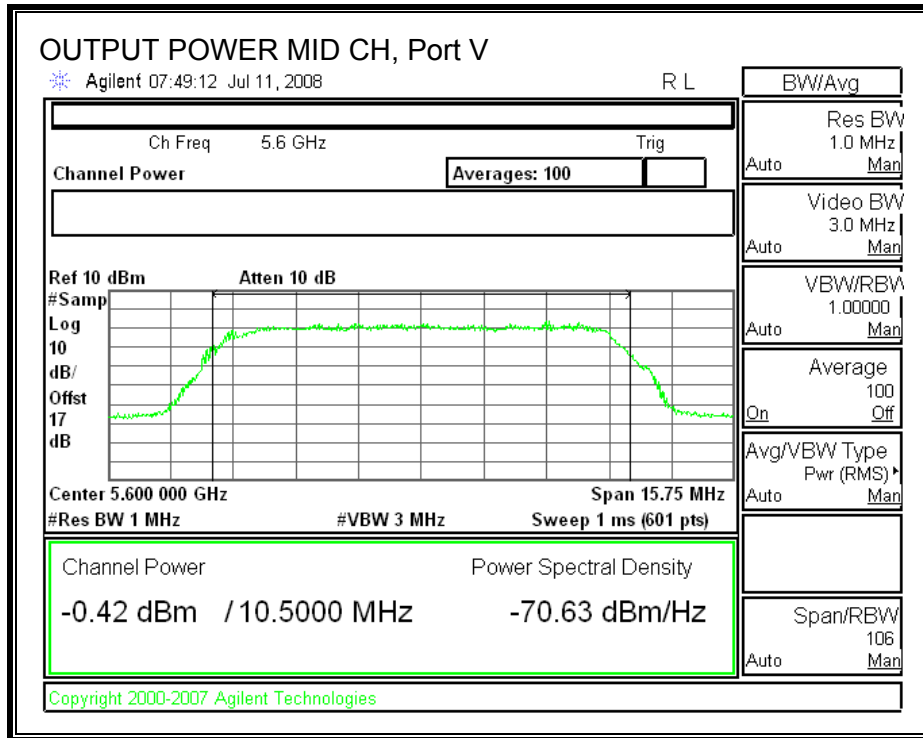 OUTPUT POWER MID CH, Port V
Agilent 07:49:12 Jul 11, 2008 R L
Ch Freq 5.6 GHz Trig
Channel Power Averages: 100
Ref 10 dBm Atten 10 dB
#Samp
Log
10
dB/
Offst
17
dB
Center 5.600 000 GHz Span 15.75 MHz
#Res BW 1 MHz #VBW 3 MHz Sweep 1 ms (601 pts)
Channel Power Power Spectral Density
-0.42 dBm / 10.5000 MHz -70.63 dBm/Hz
Copyright 2000-2007 Agilent Technologies
BW/Avg
Res BW
1.0 MHz
Auto Man
Video BW
3.0 MHz
Auto Man
VBW/RBW
1.00000
Auto Man
Average
100
On Off
Avg/VBW Type
Pwr (RMS)
Auto Man
Span/RBW
106
Auto Man